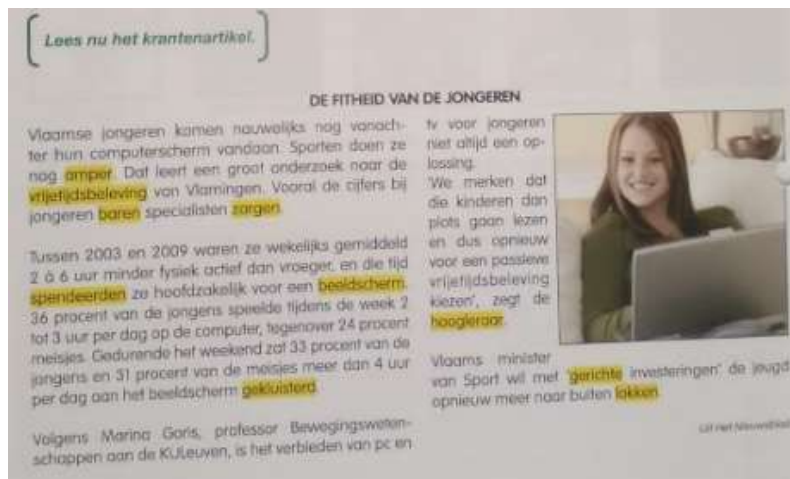 Lees nu het krantenartikel.
DE FITHEID VAN DE JONGEREN
Vlaamse jongeren komen nauwelijks nog vanach-
ter hun computerscherm vandaan. Sporten doen ze
nog amper. Dat leert een groot onderzoek naar de
vrijetijdsbeleving van Vlamingen. Vooral de cijfers bij
jongeren baren specialisten zorgen.
Tussen 2003 en 2009 waren ze wekelijks gemiddeld
2 à 6 uur minder fysiek actief dan vroeger, en die tijd
spendeerden ze hoofdzakelijk voor een beeldscherm.
36 procent van de jongens speelde tijdens de week 2
tot 3 uur per dag op de computer, tegenover 24 procent
meisjes. Gedurende het weekend zat 33 procent van de
jongens en 31 procent van de meisjes meer dan 4 uur
per dag aan het beeldscherm gekluisterd.
Volgens Marina Goris, professor Bewegingsweten-
schappen aan de KULeuven, is het verbieden van pc en
tv voor jongeren
niet altijd een op-
lossing.
'We merken dat
die kinderen dan
plots gaan lezen
en dus opnieuw
voor een passieve
vrijetijdsbeleving
kiezen', zegt de
hoogleraar.
Vlaams minister
van Sport wil met 'gerichte investeringen' de jeugd
opnieuw meer naar buiten lokken.
Uit Het Nieuwsblad